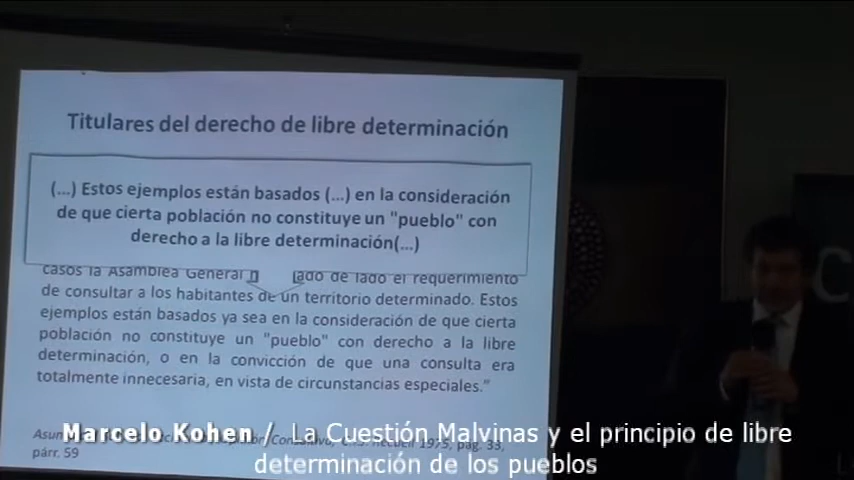 Titulares del derecho de libre determinación
(...) Estos ejemplos están basados (...) en la consideración
de que cierta población no constituye un "pueblo" con
derecho a la libre determinación(...)
casos la Asamblea General lado de lado el requerimiento
de consultar a los habitantes de un territorio determinado. Estos
ejemplos están basados ya sea en la consideración de que cierta
población no constituye un "pueblo" con derecho a la libre
determinación, o en la convicción de que una consulta era
totalmente innecesaria, en vista de circunstancias especiales."
1975, pág. 33,
párr. 59
Marcelo Kohen / La Cuestión Malvinas y el principio de libre
determinación de los pueblos